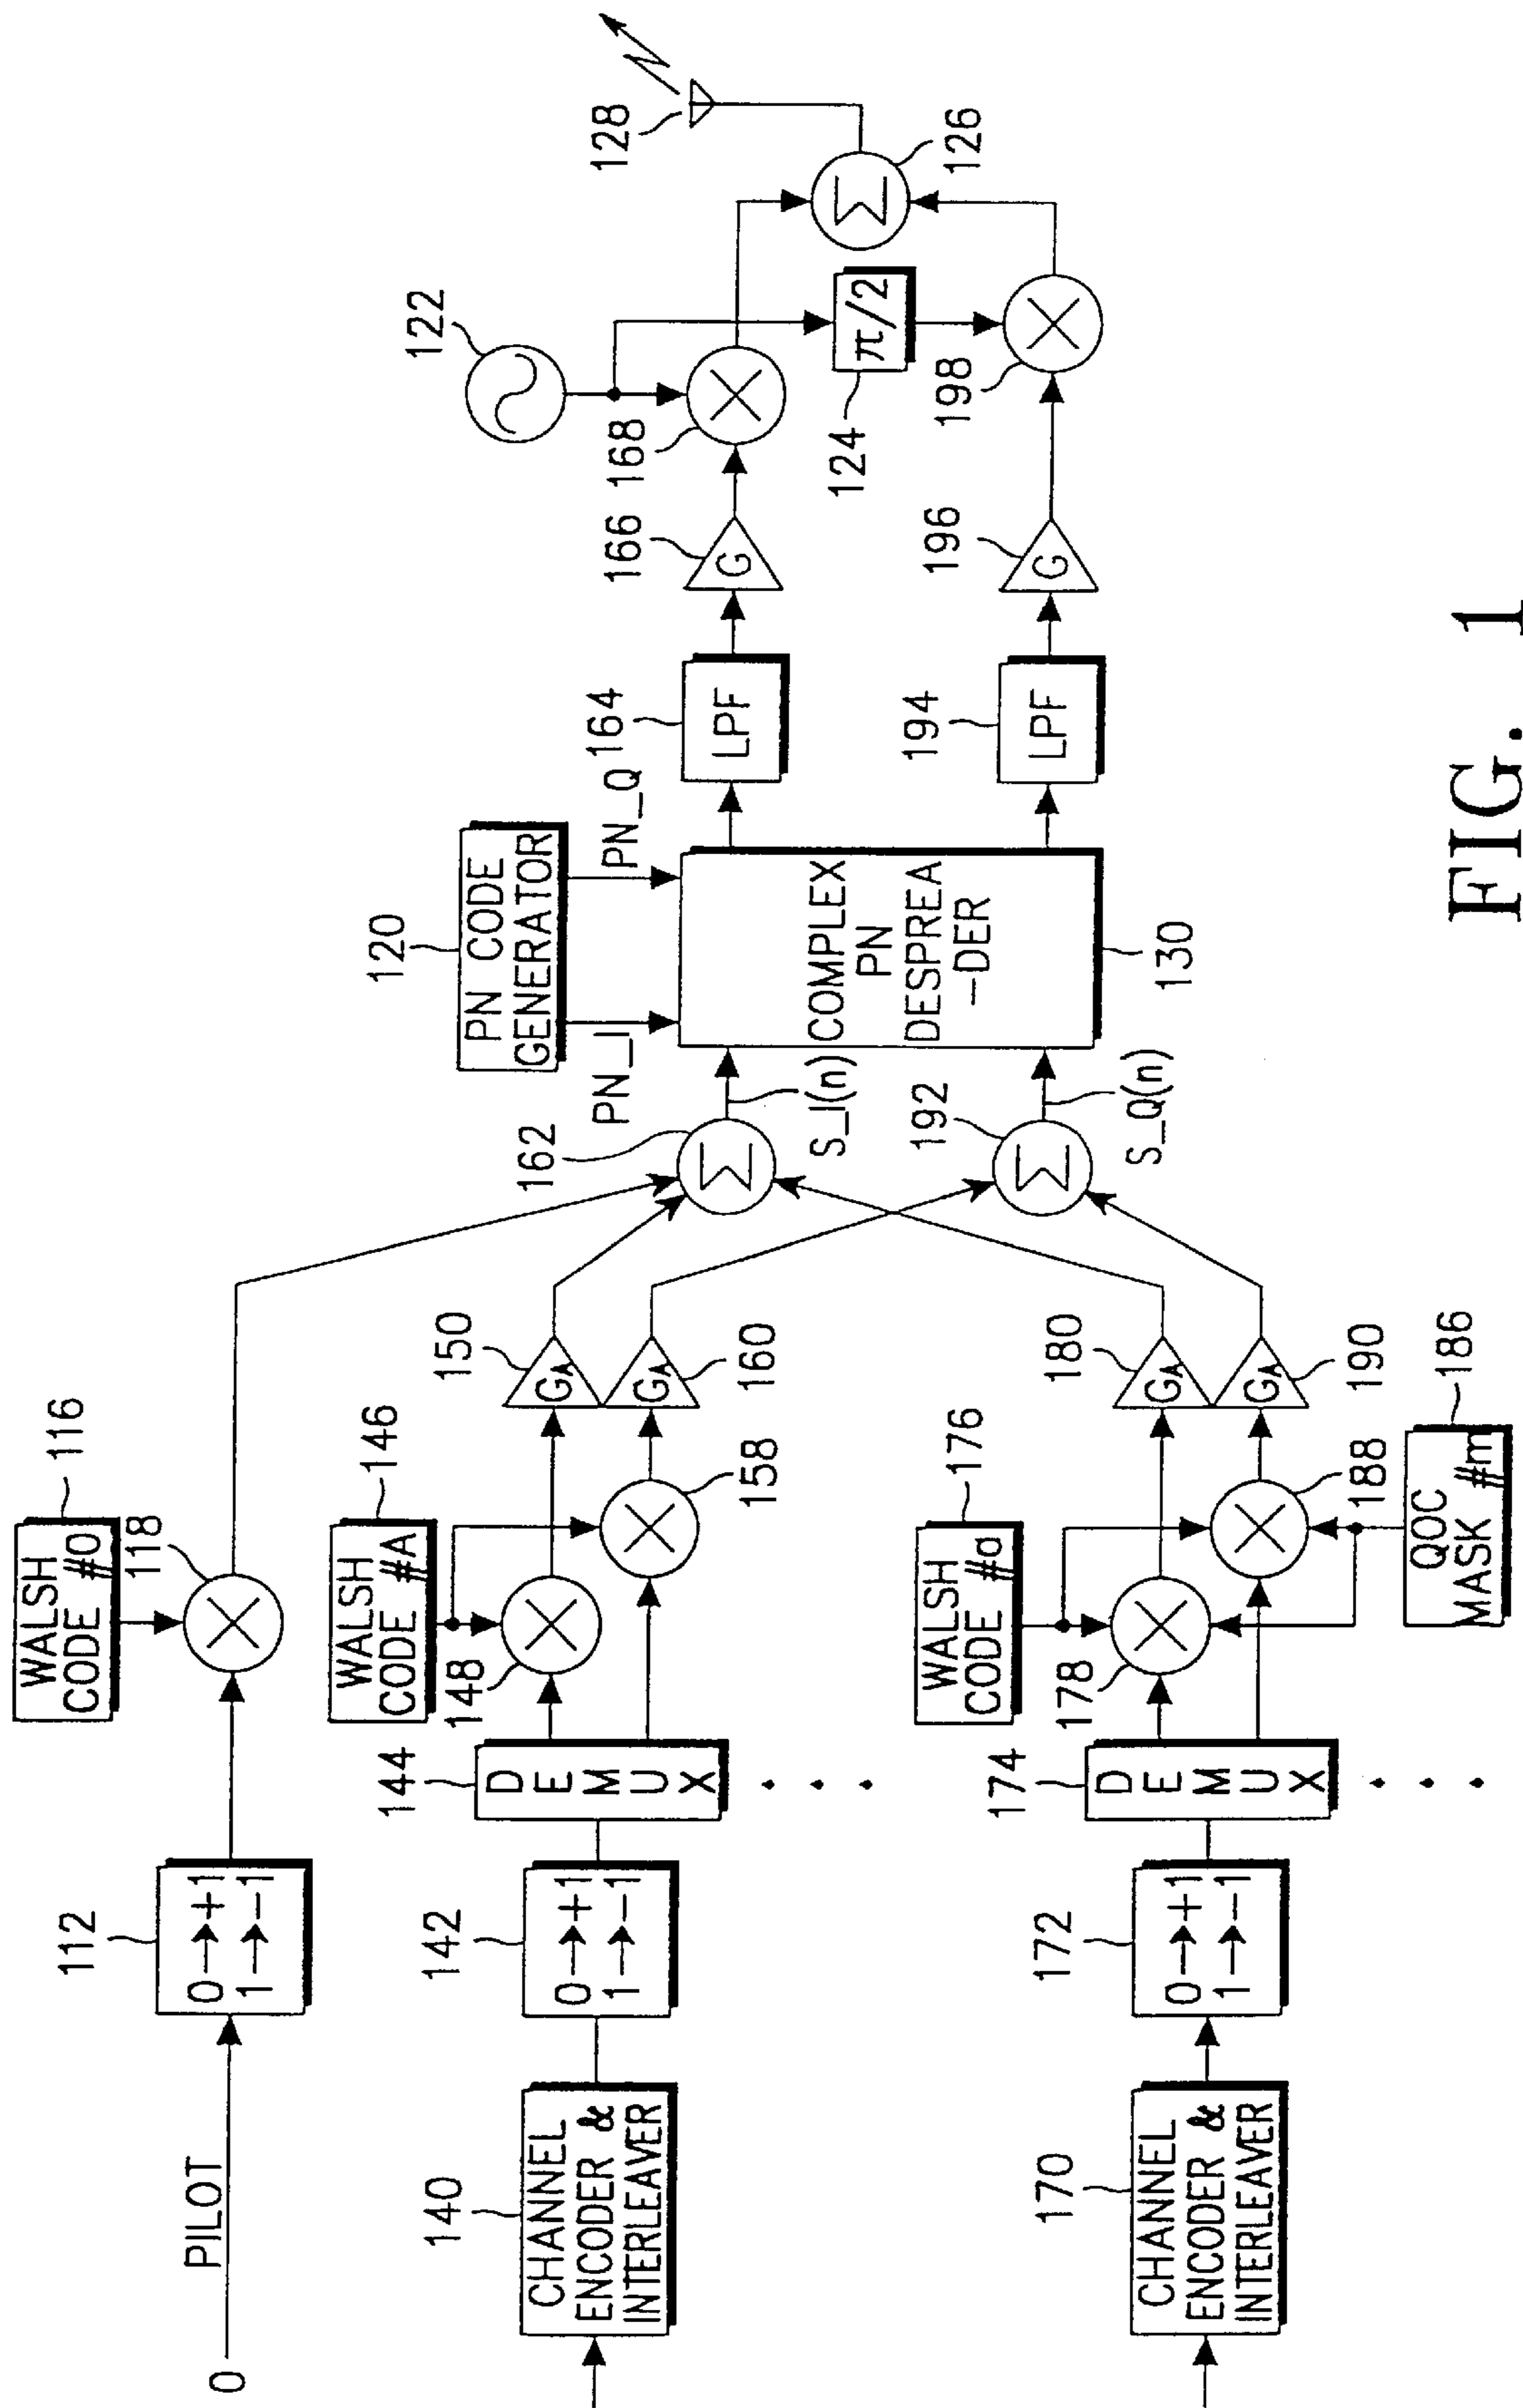 0
PILOT
112
0→+1
1→−1
WALSH
CODE #0
116
118
140
CHANNEL
ENCODER &
INTERLEAVER
142
0→+1
1→−1
144
D
E
M
U
X
WALSH
CODE #A
146
148
158
150
GA
GA
160
170
CHANNEL
ENCODER &
INTERLEAVER
172
0→+1
1→−1
174
D
E
M
U
X
WALSH
CODE #a
176
178
188
QOC
MASK #m
186
180
GA
GA
190
162
Σ
S_I(n)
192
Σ
S_Q(n)
120
PN CODE
GENERATOR
PN_I
PN_Q
COMPLEX
PN
DESPREA
-DER
130
164
LPF
194
LPF
166
G
196
G
122
168
124
π/2
198
Σ
126
128
FIG. 1